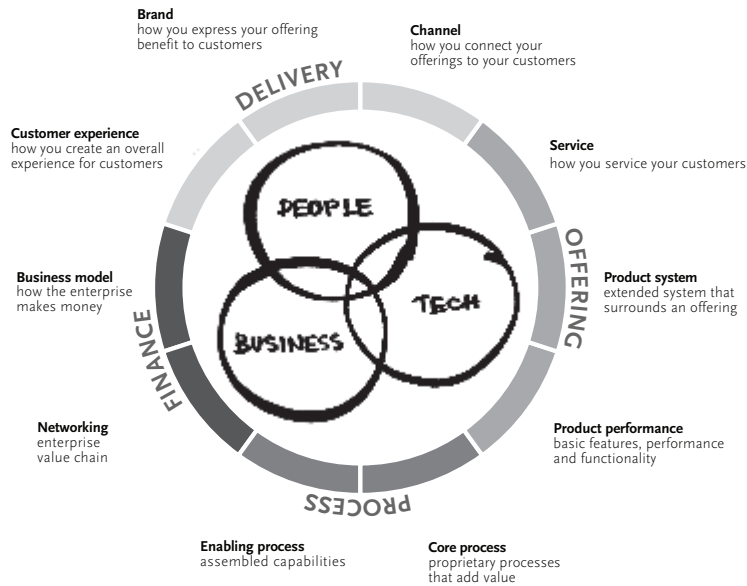 Brand
how you express your offering
benefit to customers
Channel
how you connect your
offerings to your customers
DELIVERY
Customer experience
how you create an overall
experience for customers
Service
how you service your customers
PEOPLE
OFFERING
Business model
how the enterprise
makes money
Product system
extended system that
surrounds an offering
TECH
BUSINESS
FINANCE
Networking
enterprise
value chain
Product performance
basic features, performance
and functionality
PROCESS
Enabling process
assembled capabilities
Core process
proprietary processes
that add value